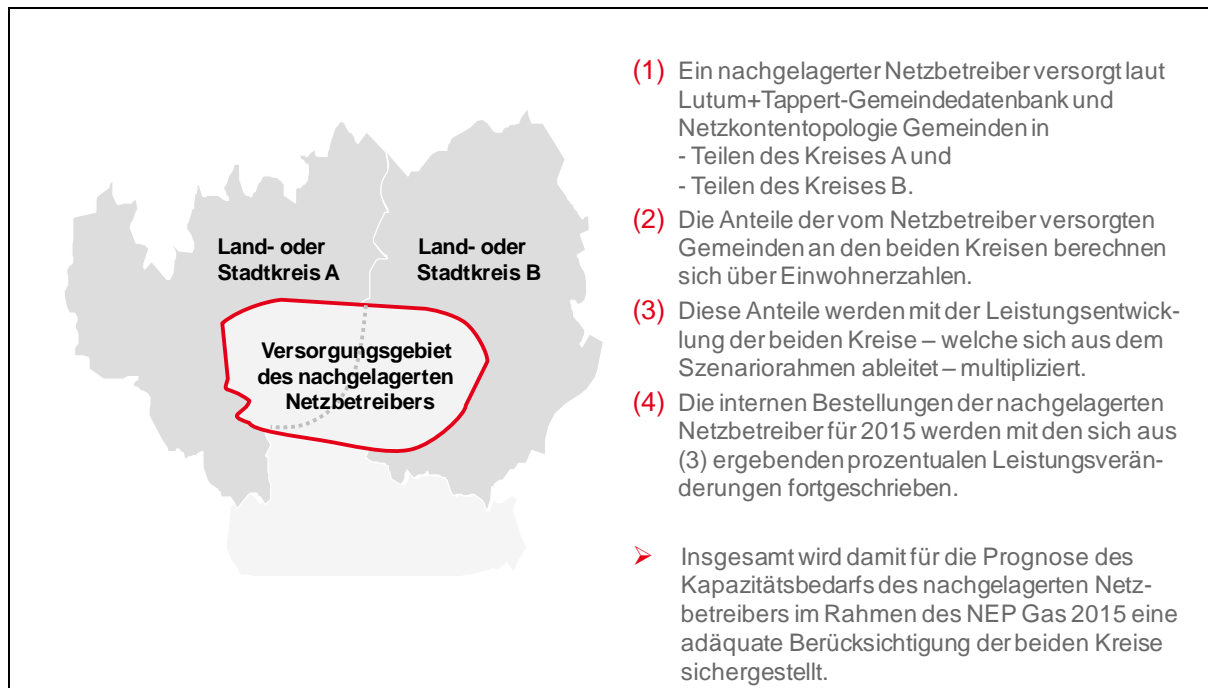 Land- oder
Stadtkreis A
Land- oder
Stadtkreis B
Versorgungsgebiet
des nachgelagerten
Netzbetreibers
(1) Ein nachgelagerter Netzbetreiber versorgt laut
Lutum+Tappert-Gemeindedatenbank und
Netzkontentopologie Gemeinden in
- Teilen des Kreises A und
- Teilen des Kreises B.
(2) Die Anteile der vom Netzbetreiber versorgten
Gemeinden an den beiden Kreisen berechnen
sich über Einwohnerzahlen.
(3) Diese Anteile werden mit der Leistungsentwick-
lung der beiden Kreise – welche sich aus dem
Szenariorahmen ableitet – multipliziert.
(4) Die internen Bestellungen der nachgelagerten
Netzbetreiber für 2015 werden mit den sich aus
(3) ergebenden prozentualen Leistungsverän-
derungen fortgeschrieben.
➢ Insgesamt wird damit für die Prognose des
Kapazitätsbedarfs des nachgelagerten Netz-
betreibers im Rahmen des NEP Gas 2015 eine
adäquate Berücksichtigung der beiden Kreise
sichergestellt.